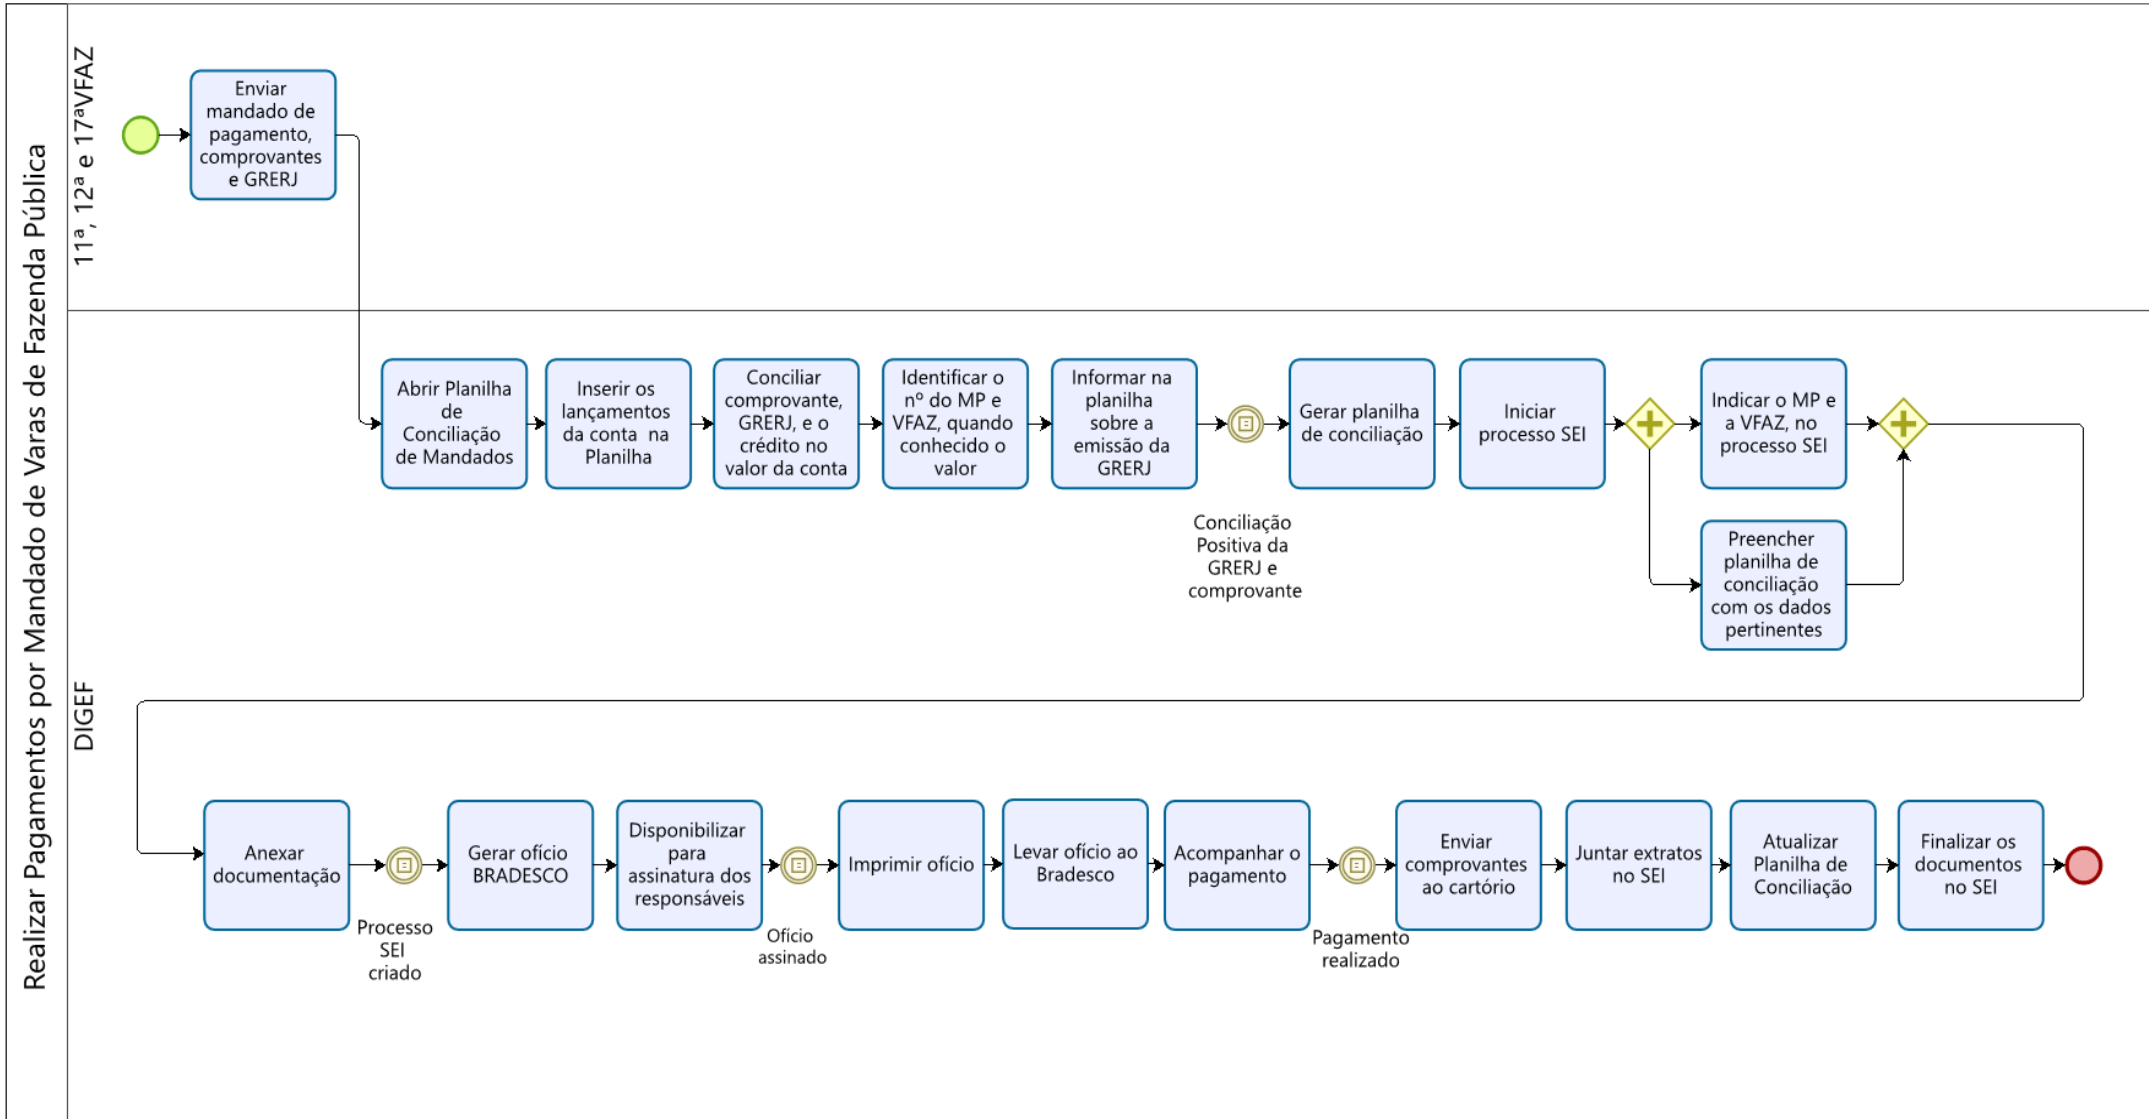 Realizar Pagamentos por Mandado de Varas de Fazenda Pública
11ª, 12ª e 17ªVFAZ
Enviar
mandado de
pagamento,
comprovantes
e GRERJ
DIGEF
Abrir Planilha
de
Conciliação
de Mandados
Inserir os
lançamentos
da conta na
Planilha
Conciliar
comprovante,
GRERJ, e o
crédito no
valor da conta
Identificar o
nº do MP e
VFAZ, quando
conhecido o
valor
Informar na
planilha
sobre a
emissão da
GRERJ
Conciliação
Positiva da
GRERJ e
comprovante
Gerar planilha
de conciliação
Iniciar
processo SEI
Indicar o MP e
a VFAZ, no
processo SEI
Preencher
planilha de
conciliação
com os dados
pertinentes
Anexar
documentação
Processo
SEI
criado
Gerar ofício
BRADESCO
Disponibilizar
para
assinatura dos
responsáveis
Ofício
assinado
Imprimir ofício
Levar ofício ao
Bradesco
Acompanhar o
pagamento
Pagamento
realizado
Enviar
comprovantes
ao cartório
Juntar extratos
no SEI
Atualizar
Planilha de
Conciliação
Finalizar os
documentos
no SEI